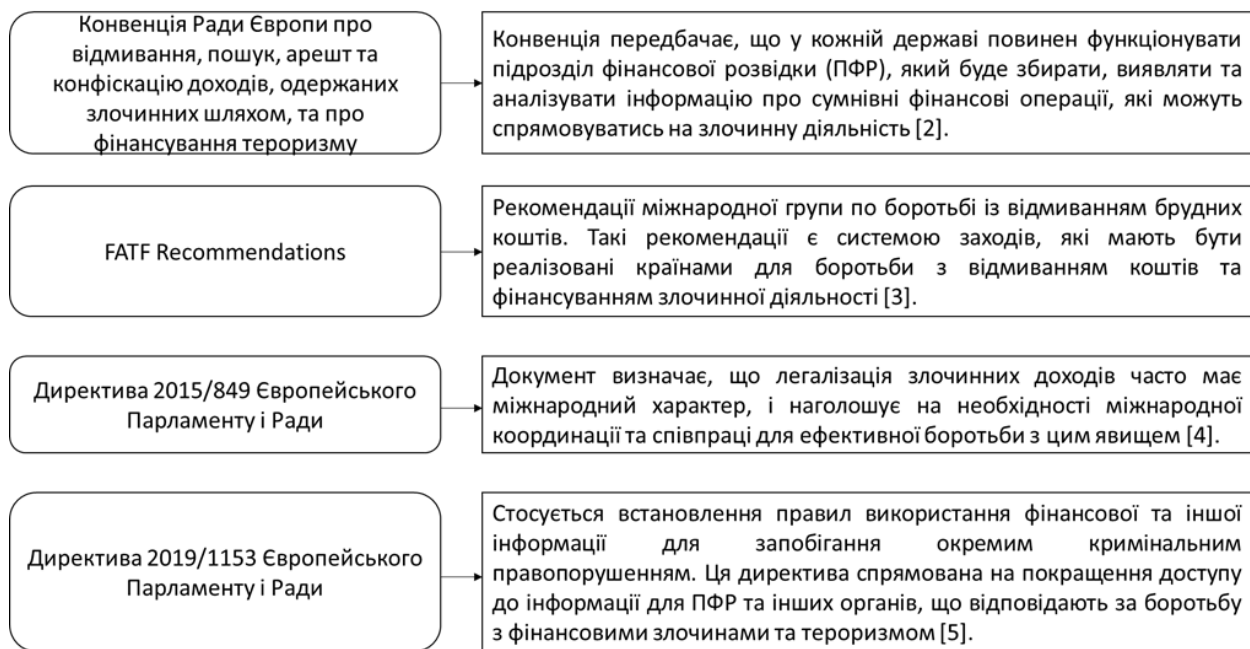 Конвенція Ради Європи про
відмивання, пошук, арешт та
конфіскацію доходів, одержаних
злочинних шляхом, та про
фінансування тероризму
Конвенція передбачає, що у кожній державі повинен функціонувати
підрозділ фінансової розвідки (ПФР), який буде збирати, виявляти та
аналізувати інформацію про сумнівні фінансові операції, які можуть
спрямовуватись на злочинну діяльність [2].
FATF Recommendations
Рекомендації міжнародної групи по боротьбі із відмиванням брудних
коштів. Такі рекомендації є системою заходів, які мають бути
реалізовані країнами для боротьби з відмиванням коштів та
фінансуванням злочинної діяльності [3].
Директива 2015/849 Європейського
Парламенту і Ради
Документ визначає, що легалізація злочинних доходів часто має
міжнародний характер, і наголошує на необхідності міжнародної
координації та співпраці для ефективної боротьби з цим явищем [4].
Директива 2019/1153 Європейського
Парламенту і Ради
Стосується встановлення правил використання фінансової та іншої
інформації для запобігання окремим кримінальним
правопорушенням. Ця директива спрямована на покращення доступу
до інформації для ПФР та інших органів, що відповідають за боротьбу
з фінансовими злочинами та тероризмом [5].